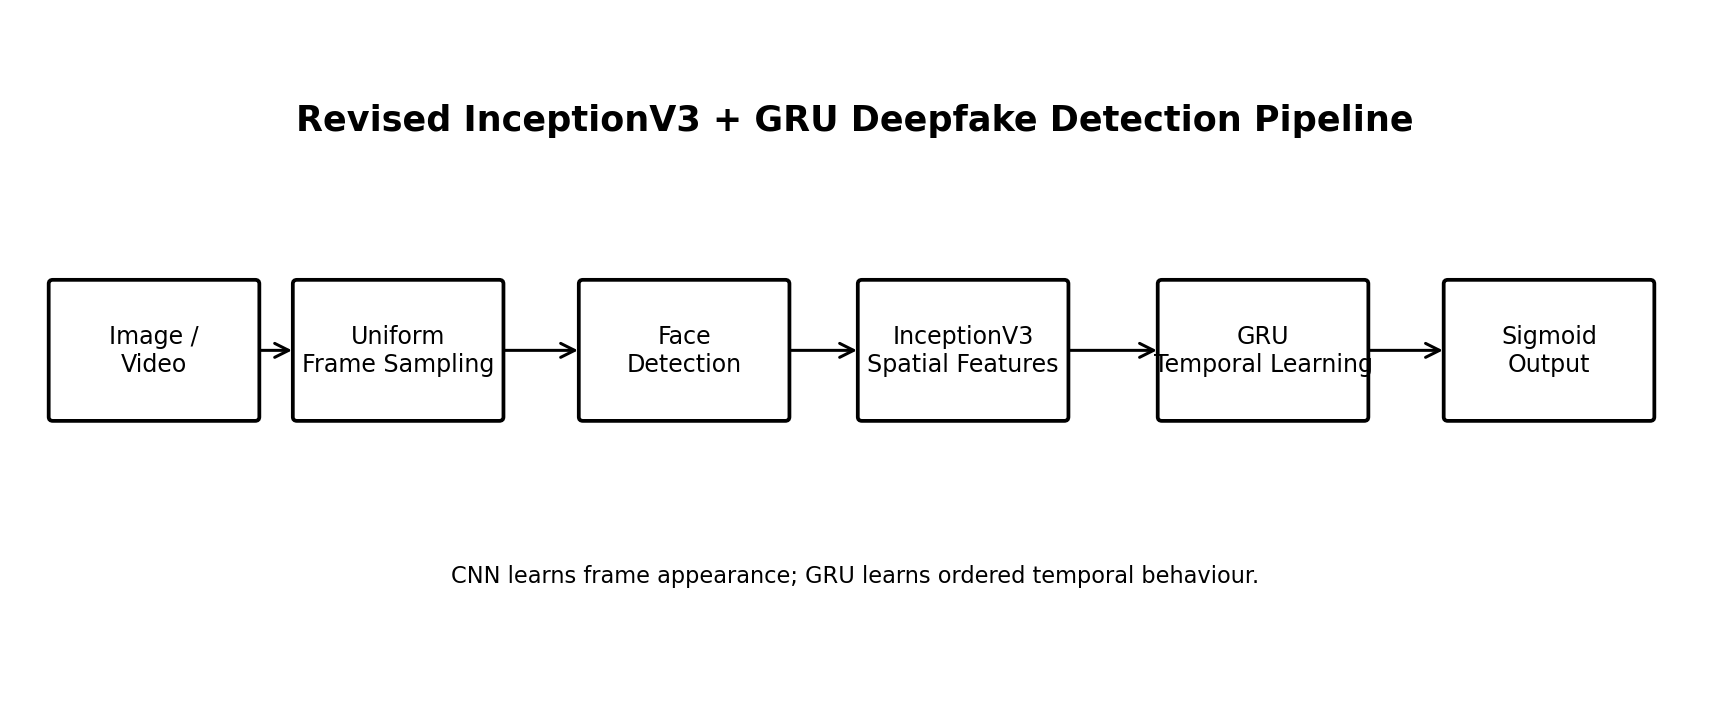 Revised InceptionV3 + GRU Deepfake Detection Pipeline
Image /
Video
Uniform
Frame Sampling
Face
Detection
InceptionV3
Spatial Features
GRU
Temporal Learning
Sigmoid
Output
CNN learns frame appearance; GRU learns ordered temporal behaviour.